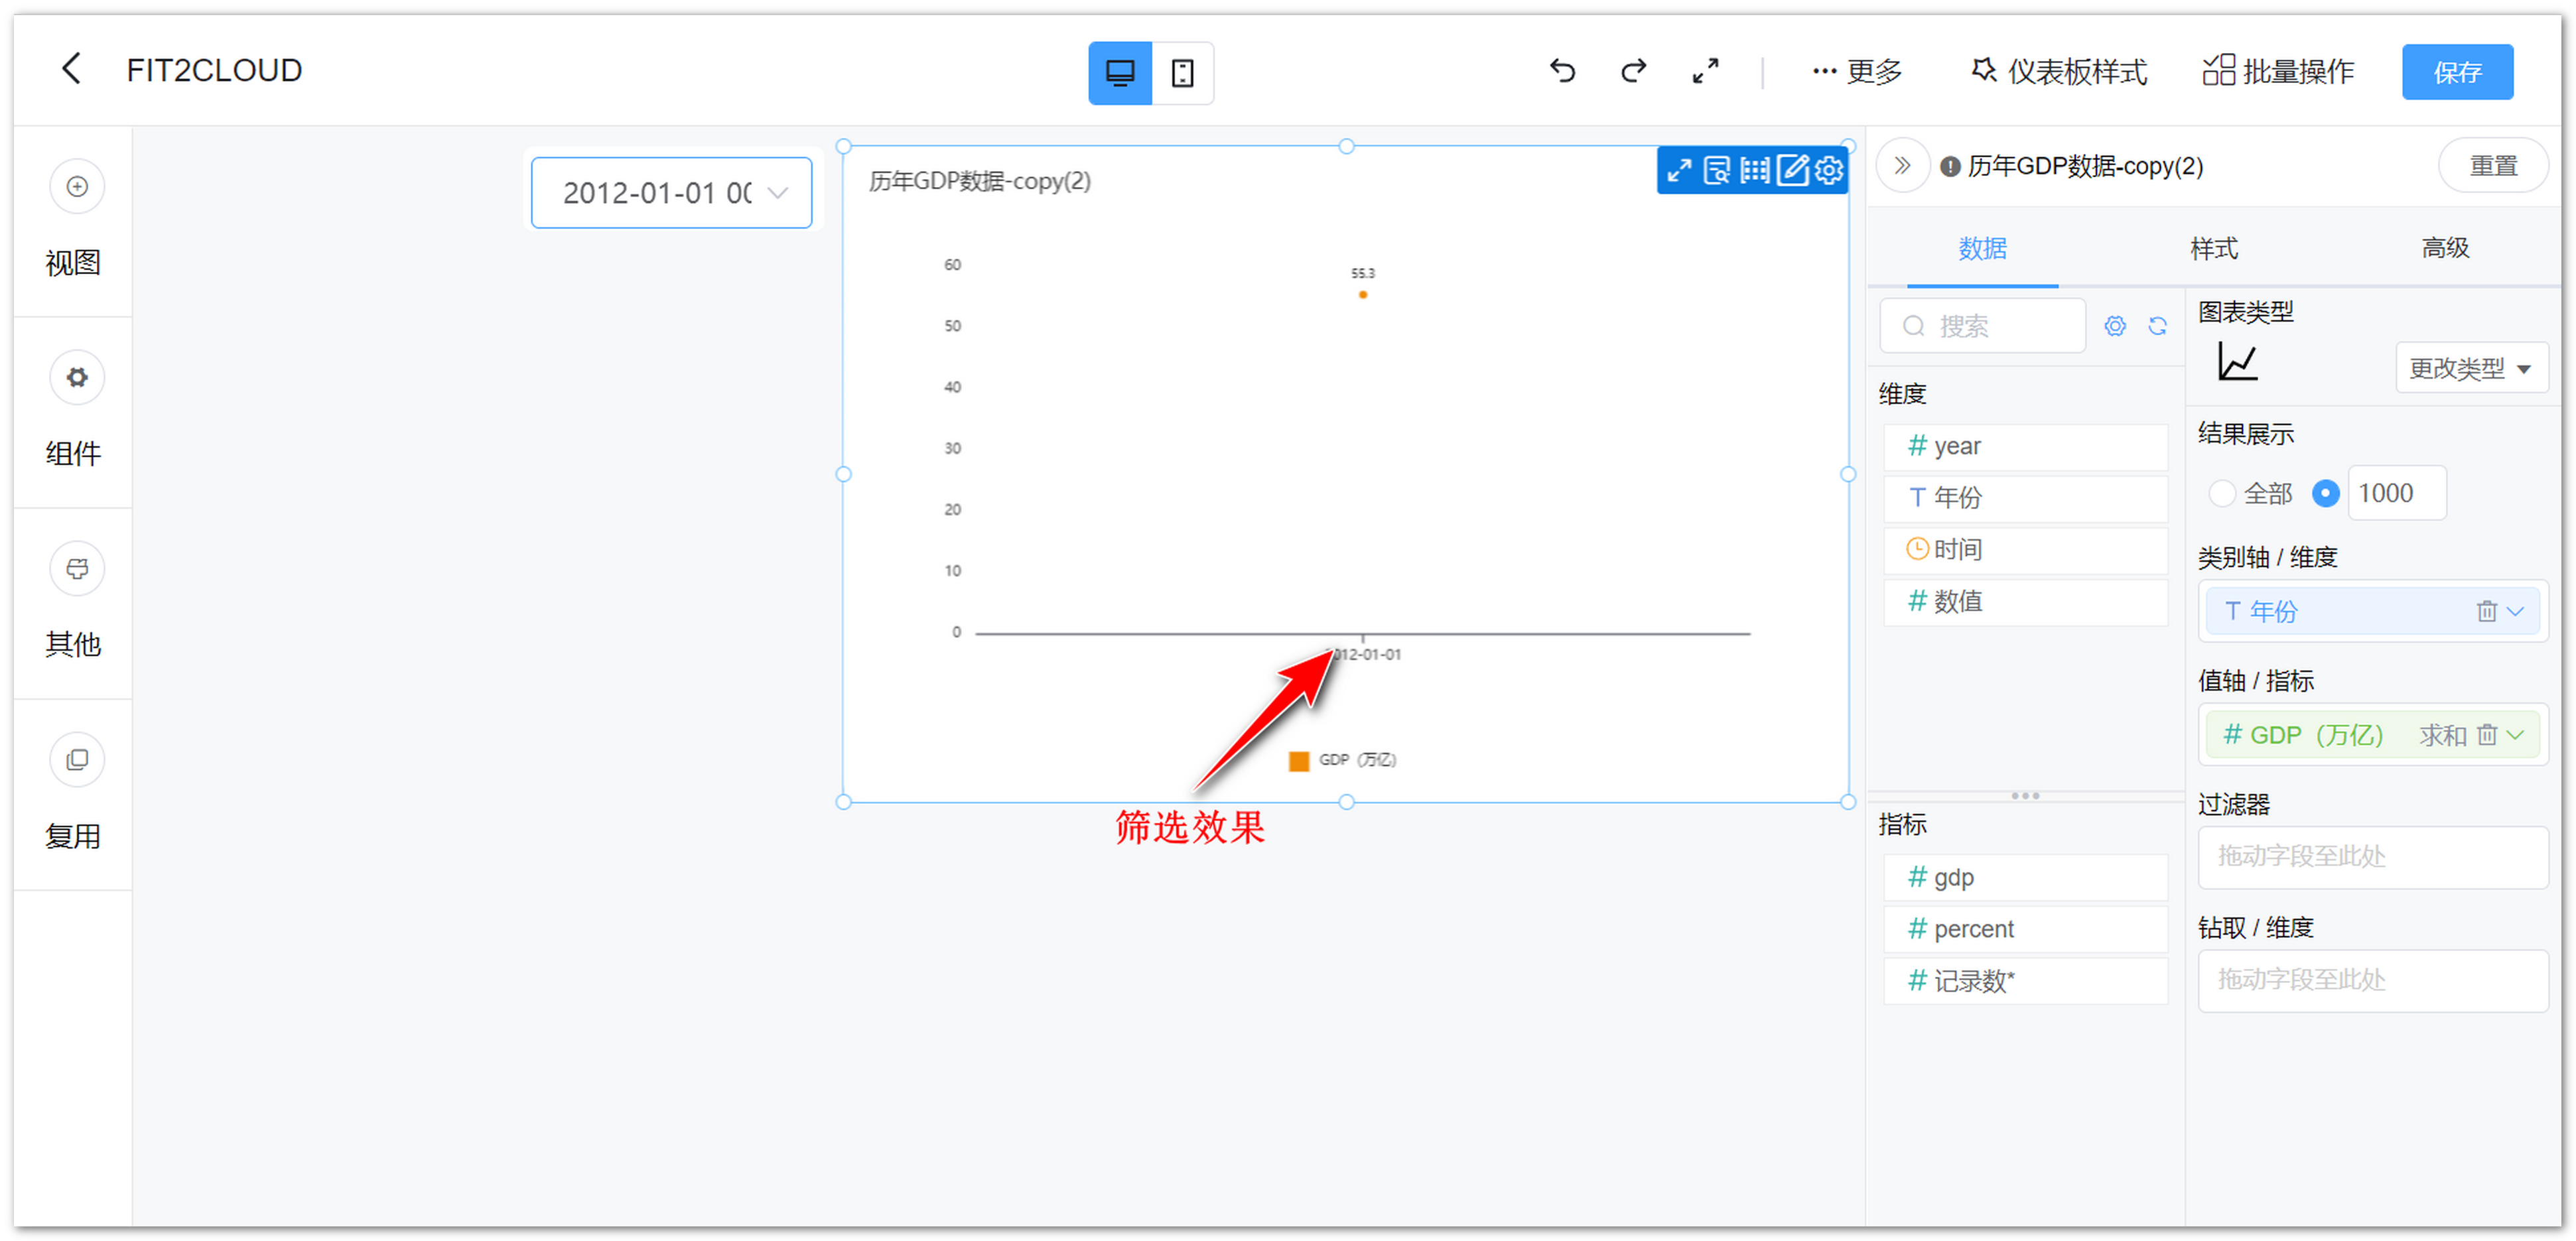 FIT2CLOUD
更多
仪表板样式
批量操作
保存
视图
组件
其他
复用
2012-01-01 00
历年GDP数据-copy(2)
60
50
40
30
20
10
0
55.3
2012-01-01
GDP（万亿）
筛选效果
历年GDP数据-copy(2)
重置
数据
样式
高级
搜索
维度
# year
T 年份
时间
# 数值
指标
# gdp
# percent
# 记录数*
图表类型
更改类型
结果展示
全部
1000
类别轴 / 维度
T 年份
值轴 / 指标
# GDP（万亿） 求和
过滤器
拖动字段至此处
钻取 / 维度
拖动字段至此处